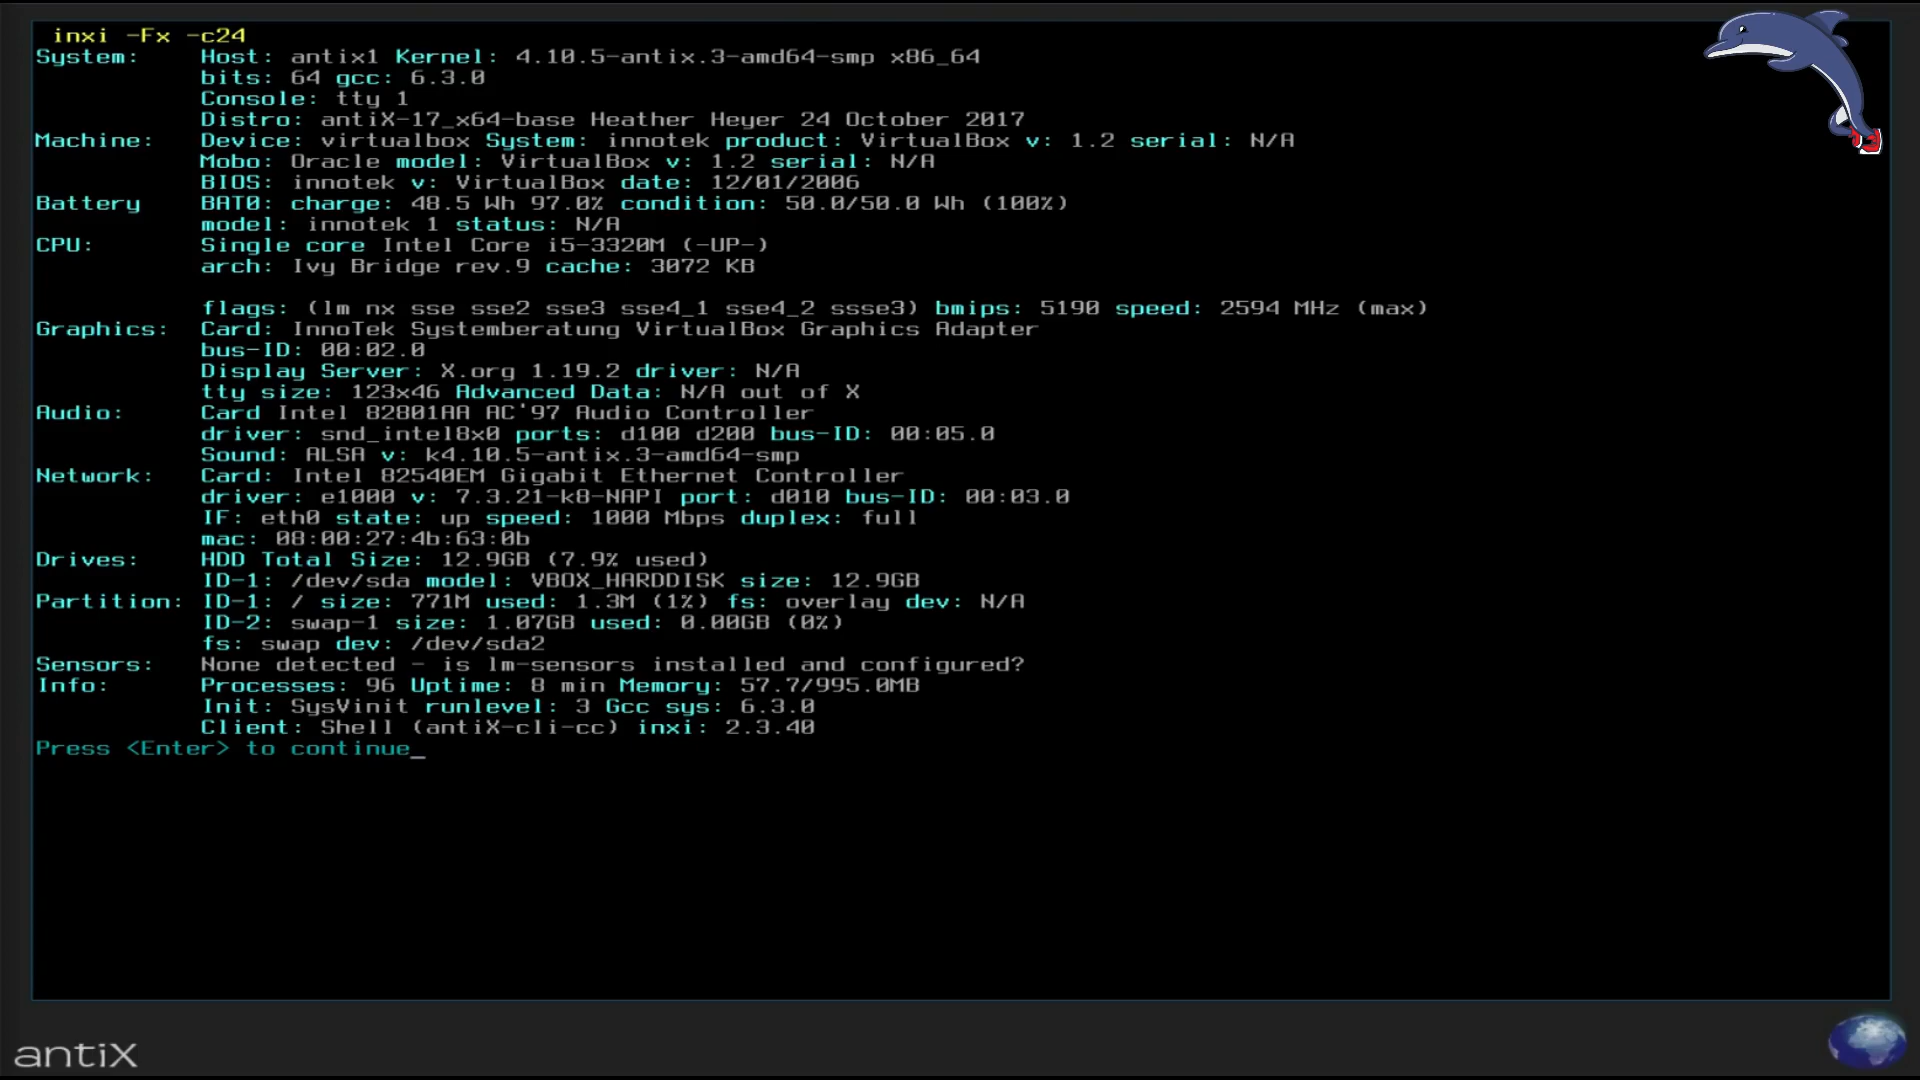 inxi -Fx -c24
System: Host: antix1 Kernel: 4.10.5-antix.3-amd64-smp x86_64
bits: 64 gcc: 6.3.0
Console: tty 1
Distro: antiX-17_x64-base Heather Heyer 24 October 2017
Machine: Device: virtualbox System: innotek product: VirtualBox v: 1.2 serial: N/A
Mobo: Oracle model: VirtualBox v: 1.2 serial: N/A
BIOS: innotek v: VirtualBox date: 12/01/2006
Battery BAT0: charge: 48.5 Wh 97.0% condition: 50.0/50.0 Wh (100%)
model: innotek 1 status: N/A
CPU: Single core Intel Core i5-3320M (-UP-)
arch: Ivy Bridge rev.9 cache: 3072 KB
flags: (lm nx sse sse2 sse3 sse4_1 sse4_2 ssse3) bmips: 5190 speed: 2594 MHz (max)
Graphics: Card: InnoTek Systemberatung VirtualBox Graphics Adapter
bus-ID: 00:02.0
Display Server: X.org 1.19.2 driver: N/A
tty size: 123x46 Advanced Data: N/A out of X
Audio: Card Intel 82801AA AC'97 Audio Controller
driver: snd_intel8x0 ports: d100 d200 bus-ID: 00:05.0
Sound: ALSA v: k4.10.5-antix.3-amd64-smp
Network: Card: Intel 82540EM Gigabit Ethernet Controller
driver: e1000 v: 7.3.21-k8-NAPI port: d010 bus-ID: 00:03.0
IF: eth0 state: up speed: 1000 Mbps duplex: full
mac: 08:00:27:4b:63:0b
Drives: HDD Total Size: 12.9GB (7.9% used)
ID-1: /dev/sda model: VBOX_HARDDISK size: 12.9GB
Partition: ID-1: / size: 771M used: 1.3M (1%) fs: overlay dev: N/A
ID-2: swap-1 size: 1.07GB used: 0.00GB (0%)
fs: swap dev: /dev/sda2
Sensors: None detected - is lm-sensors installed and configured?
Info: Processes: 96 Uptime: 8 min Memory: 57.7/995.0MB
Init: SysVinit runlevel: 3 Gcc sys: 6.3.0
Client: Shell (antiX-cli-cc) inxi: 2.3.40
Press <Enter> to continue_
antiX